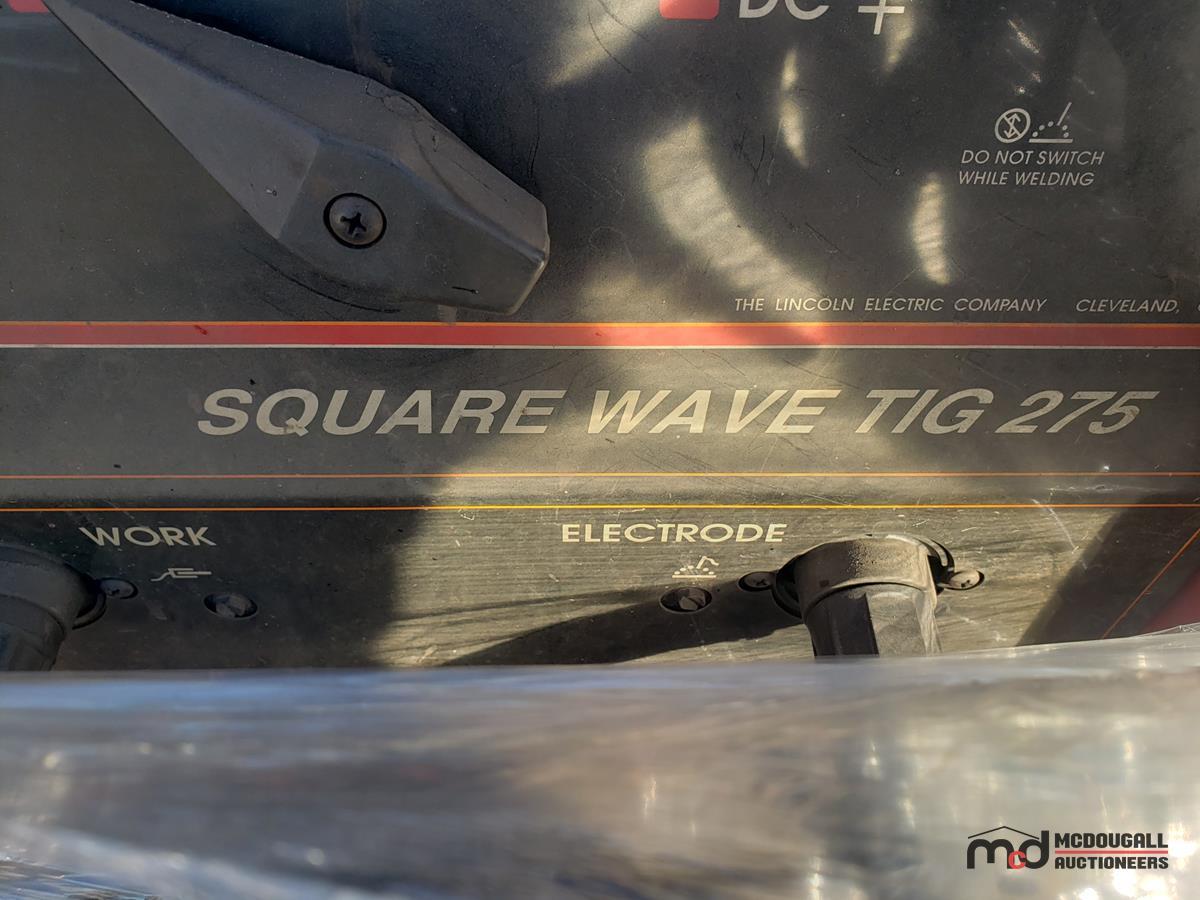 DC +
DO NOT SWITCH
WHILE WELDING
THE LINCOLN ELECTRIC COMPANY CLEVELAND,
SQUARE WAVE TIG 275
WORK
ELECTRODE
mcd MCDOUGALL
AUCTIONEERS